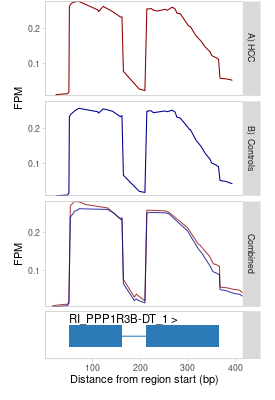 0.2
0.1
FPM
A) HCC
0.2
0.1
B) Controls
0.2
0.1
FPM
Combined
RI_PPP1R3B-DT_1 >
100 200 300 400
Distance from region start (bp)